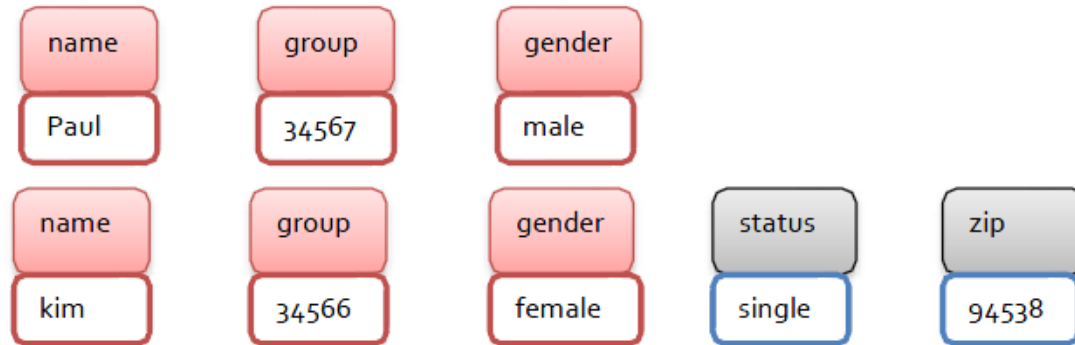 name group gender
Paul 34567 male
name group gender status zip
kim 34566 female single 94538